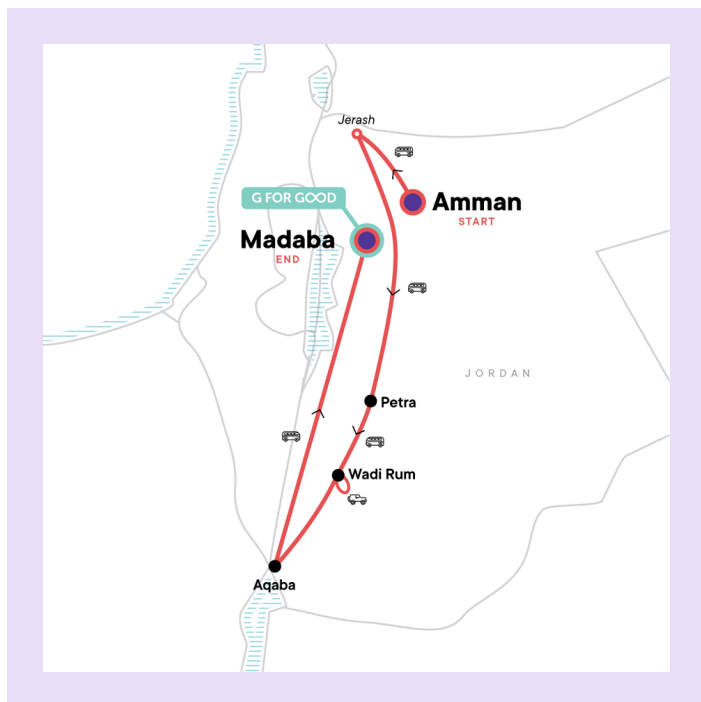 Jerash
G FOR GOOD
Amman
START
Madaba
END
JORDAN
Petra
Wadi Rum
Aqaba